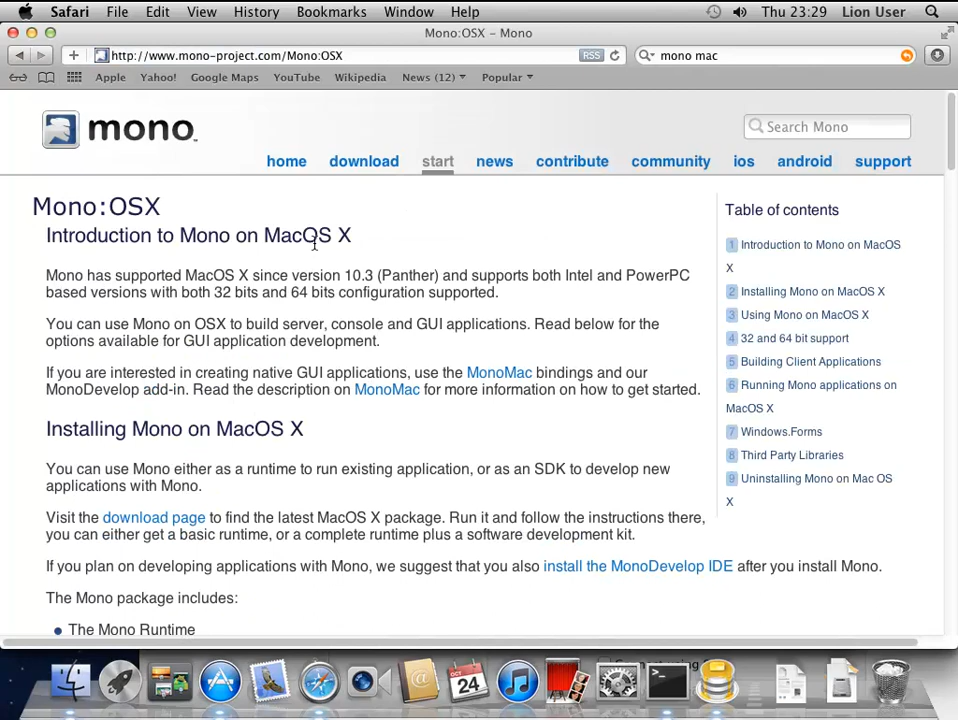 Safari File Edit View History Bookmarks Window Help Thu 23:29 Lion User
Mono:OSX – Mono
http://www.mono-project.com/Mono:OSX RSS mono mac
Apple Yahoo! Google Maps YouTube Wikipedia News (12) Popular
mono
Search Mono
home download start news contribute community ios android support
Mono:OSX
Introduction to Mono on MacOS X
Mono has supported MacOS X since version 10.3 (Panther) and supports both Intel and PowerPC
based versions with both 32 bits and 64 bits configuration supported.
You can use Mono on OSX to build server, console and GUI applications. Read below for the
options available for GUI application development.
If you are interested in creating native GUI applications, use the MonoMac bindings and our
MonoDevelop add-in. Read the description on MonoMac for more information on how to get started.
Installing Mono on MacOS X
You can use Mono either as a runtime to run existing application, or as an SDK to develop new
applications with Mono.
Visit the download page to find the latest MacOS X package. Run it and follow the instructions there,
you can either get a basic runtime, or a complete runtime plus a software development kit.
If you plan on developing applications with Mono, we suggest that you also install the MonoDevelop IDE after you install Mono.
The Mono package includes:
The Mono Runtime
Table of contents
1 Introduction to Mono on MacOS
X
2 Installing Mono on MacOS X
3 Using Mono on MacOS X
4 32 and 64 bit support
5 Building Client Applications
6 Running Mono applications on
MacOS X
7 Windows.Forms
8 Third Party Libraries
9 Uninstalling Mono on Mac OS
X
OCT
24